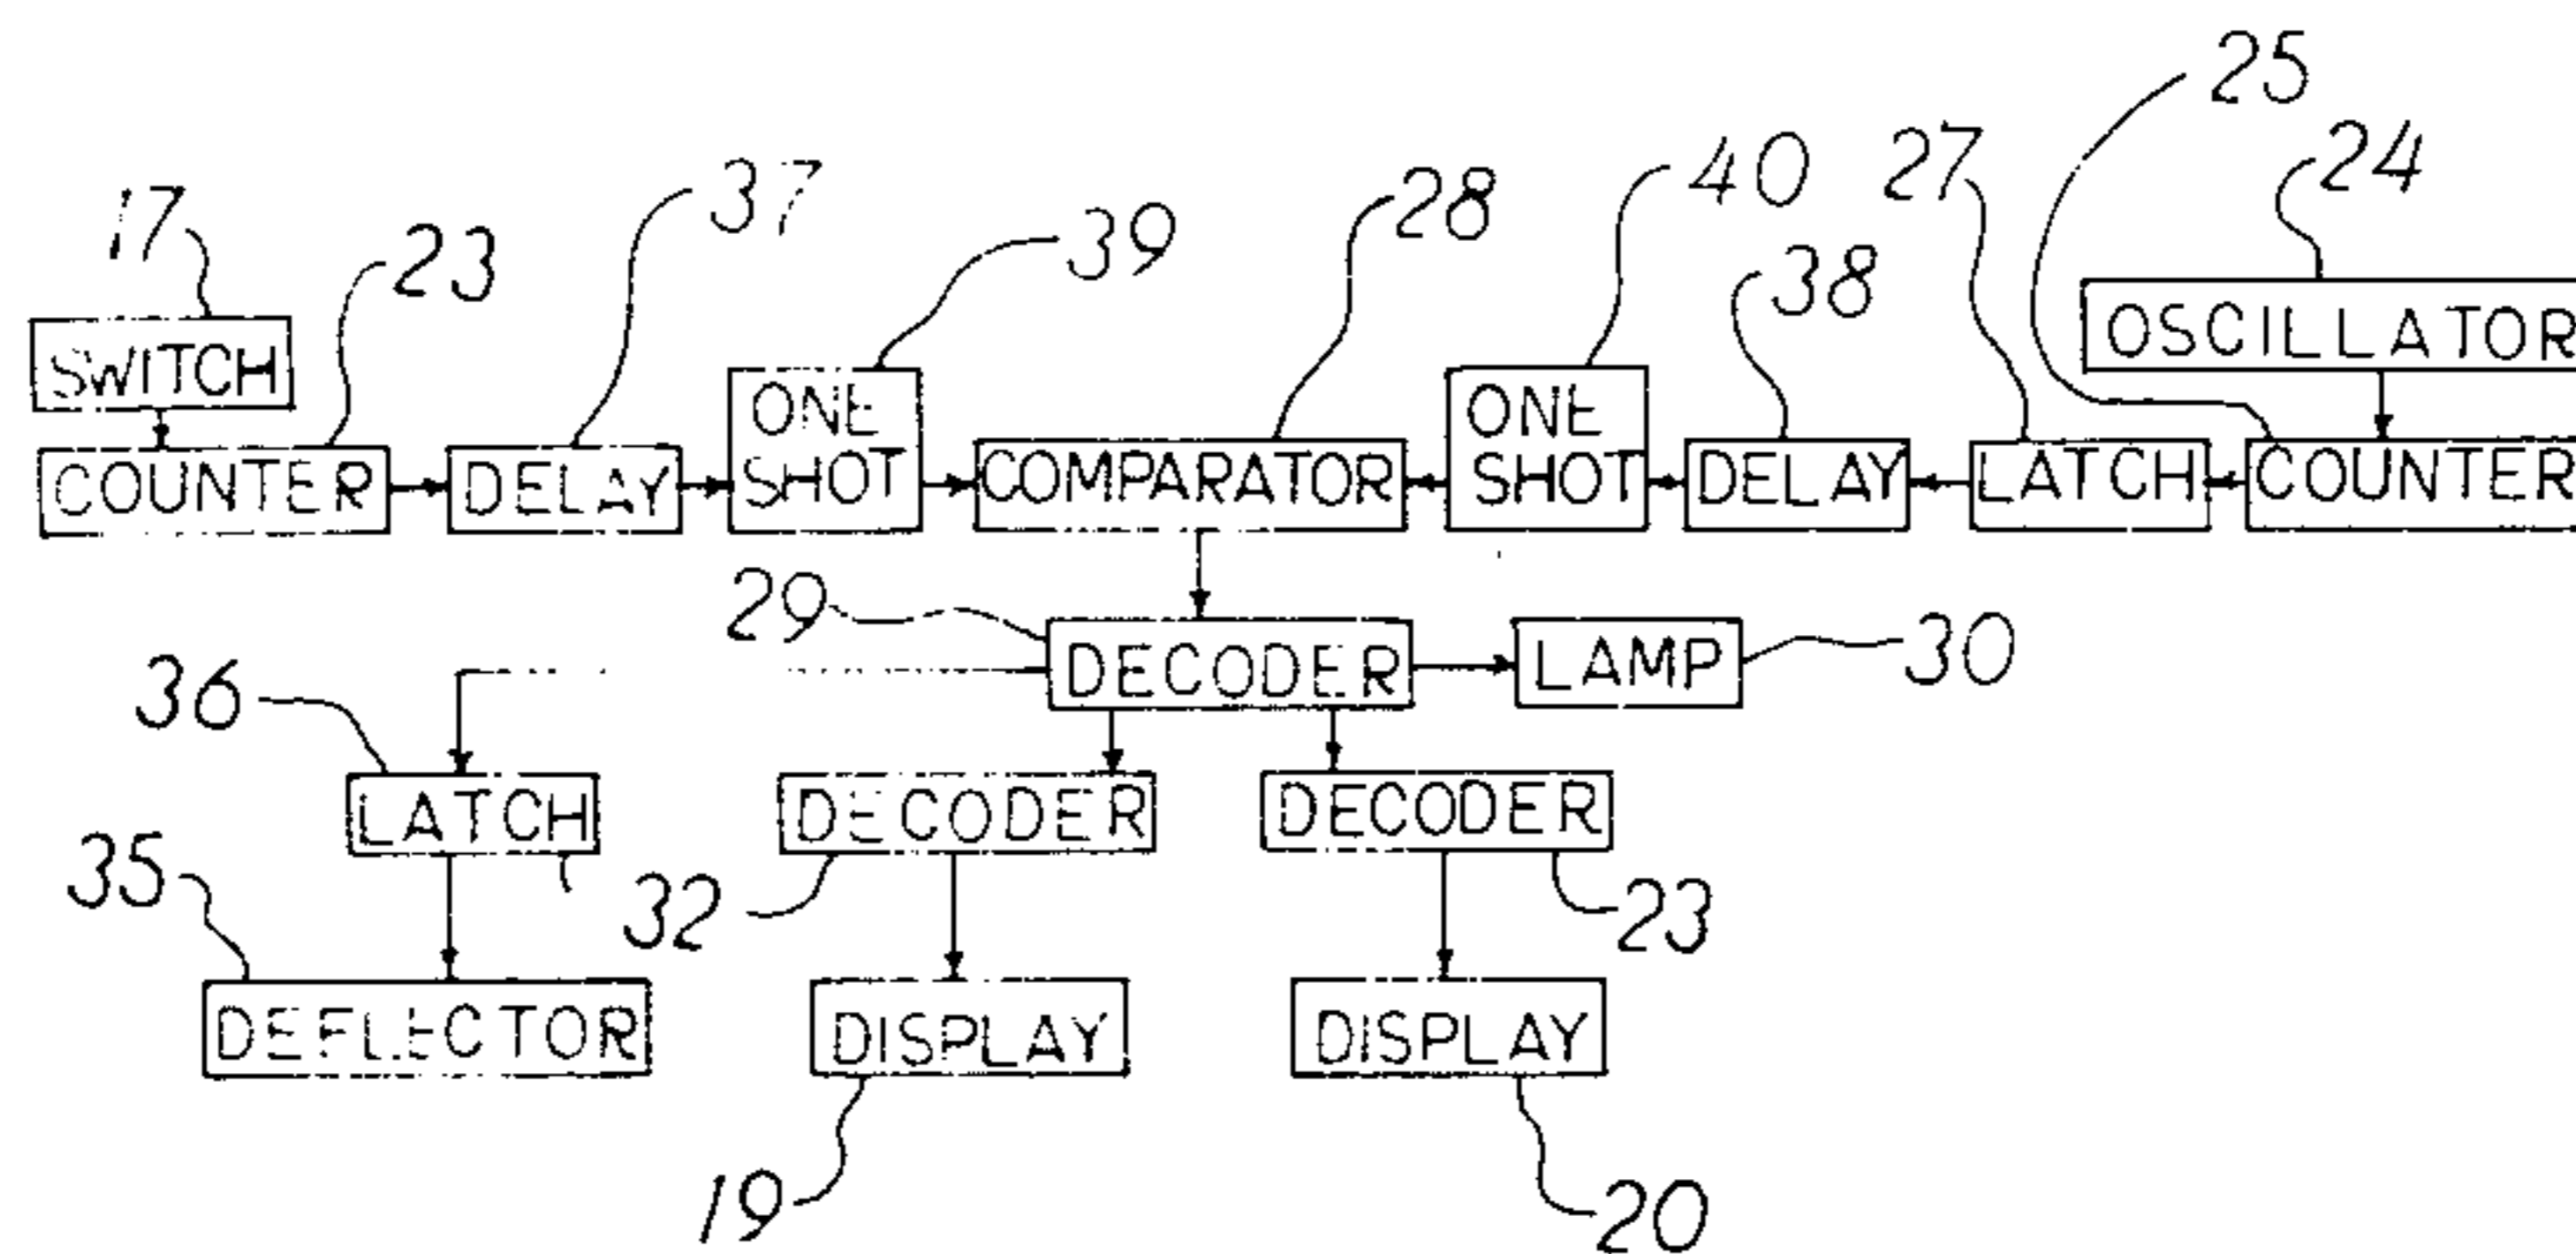 25
24
40
27
17
37
28
39
38
23
SWITCH
OSCILLATOR
ONE
SHOT
ONE
SHOT
COUNTER
DELAY
COMPARATOR
DELAY
LATCH
COUNTER
29
DECODER
LAMP
30
36
LATCH
DECODER
DECODER
35
32
23
DEFLECTOR
DISPLAY
DISPLAY
19
20